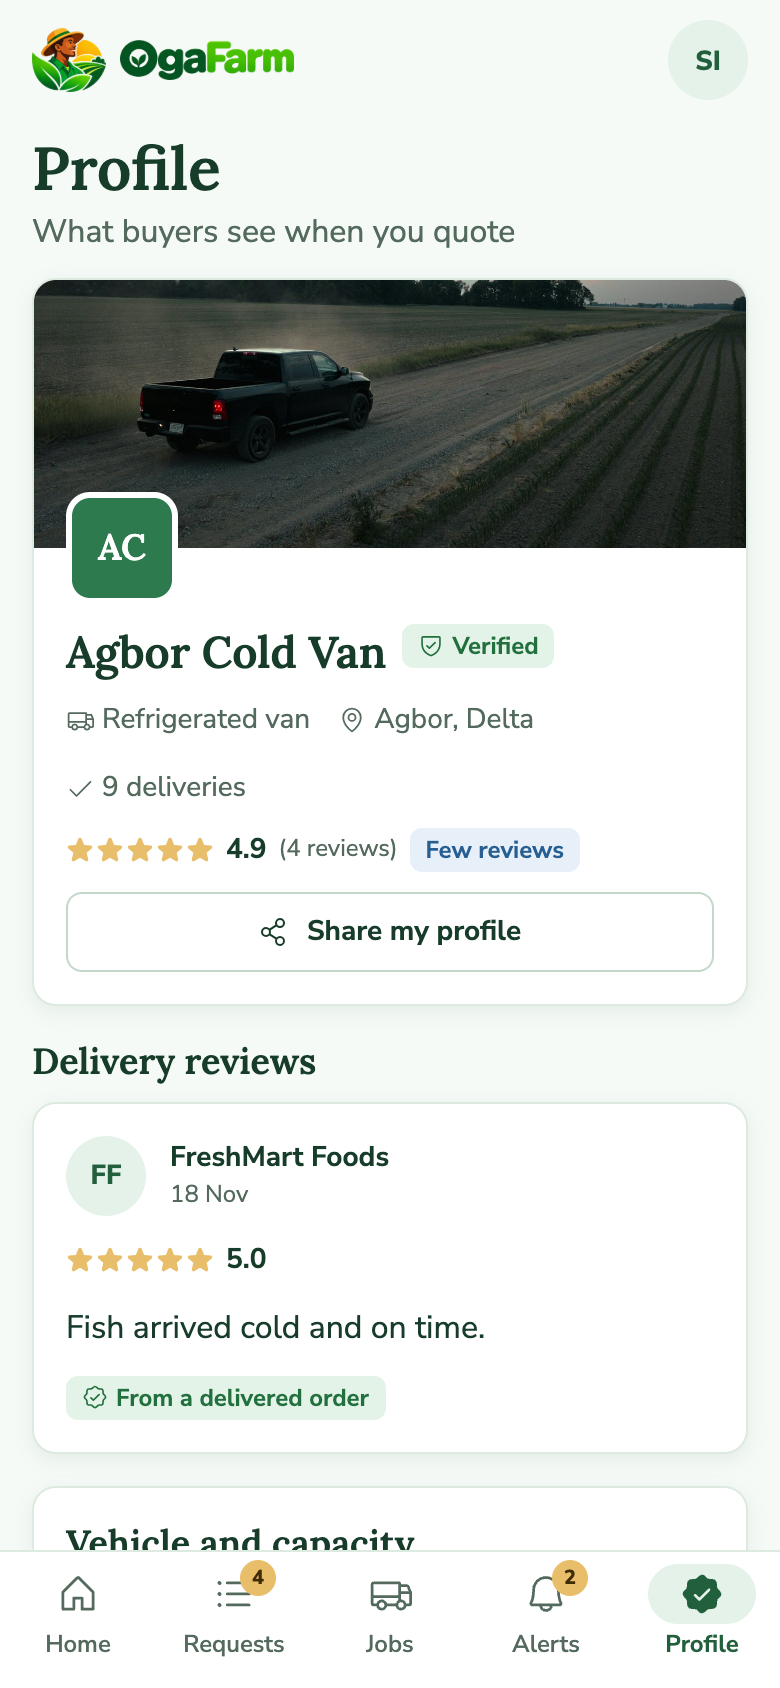 OgaFarm
SI
Profile
What buyers see when you quote
AC
Agbor Cold Van
Verified
Refrigerated van
Agbor, Delta
9 deliveries
4.9 (4 reviews)
Few reviews
Share my profile
Delivery reviews
FF
FreshMart Foods
18 Nov
5.0
Fish arrived cold and on time.
From a delivered order
Vehicle and capacity
4
2
Home
Requests
Jobs
Alerts
Profile